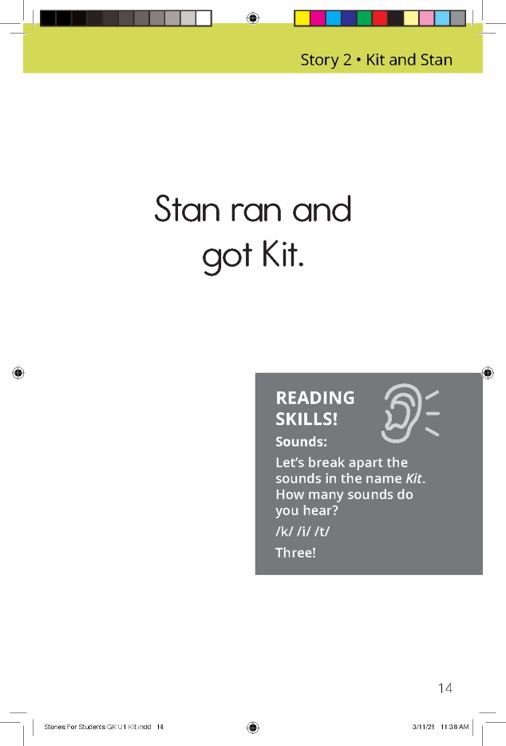 Story 2 • Kit and Stan
Stan ran and
got Kit.
READING
SKILLS!
Sounds:
Let's break apart the
sounds in the name Kit.
How many sounds do
you hear?
/k/ /i/ /t/
Three!
14
Stories For Students GK U1 Kit.indd 14
3/11/21 11:38 AM